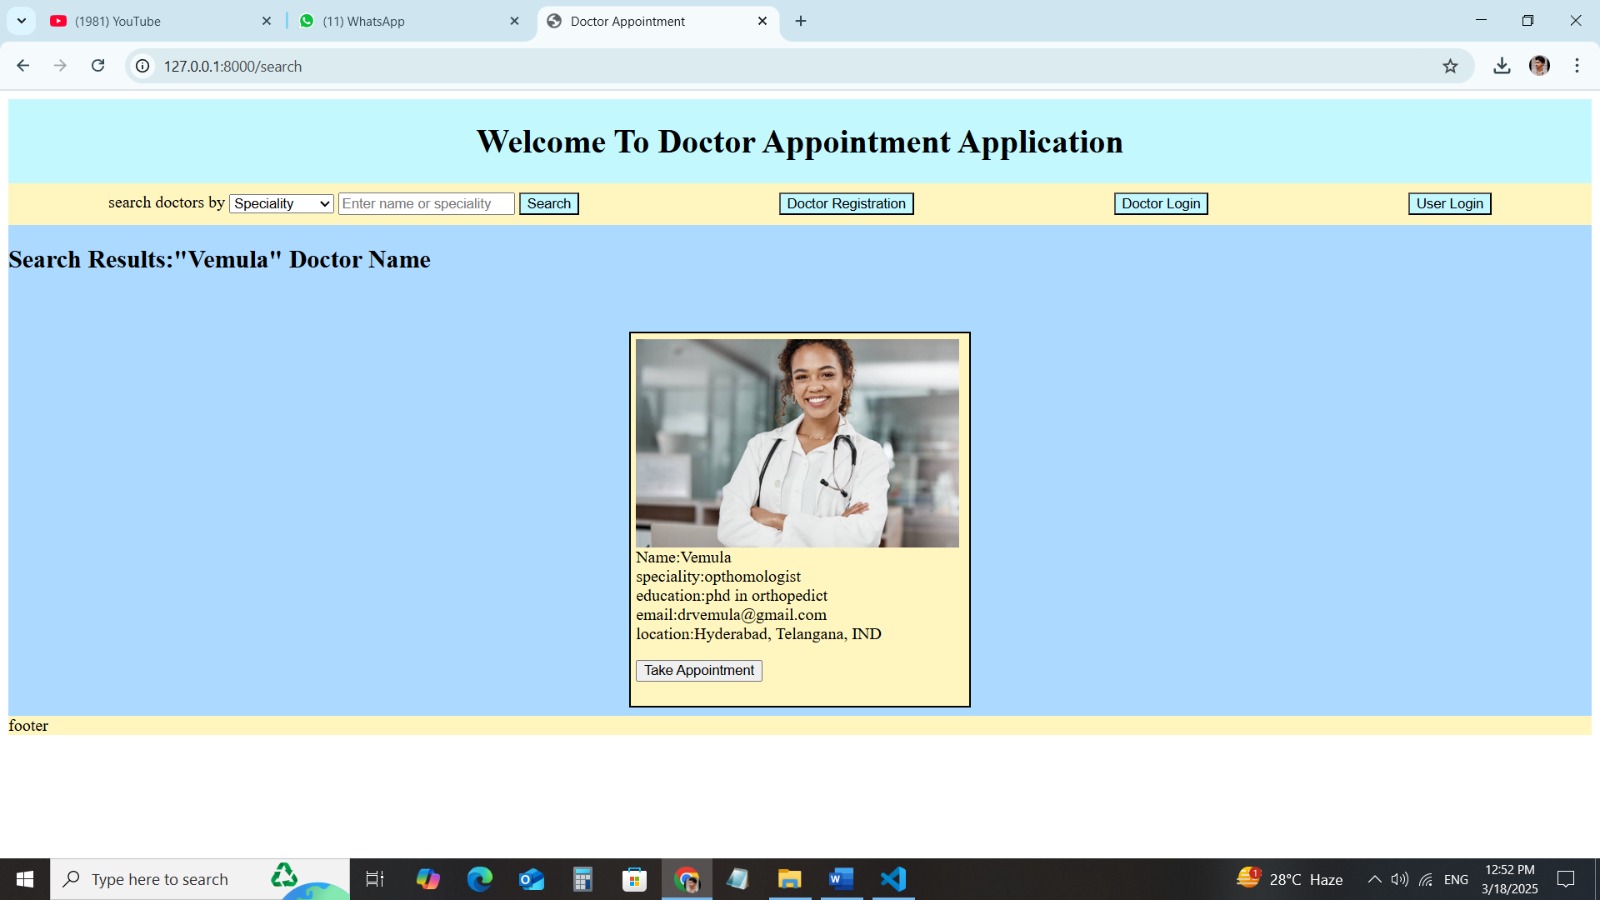 (1981) YouTube
(11) WhatsApp
Doctor Appointment
127.0.0.1:8000/search
Welcome To Doctor Appointment Application
search doctors by Speciality Enter name or speciality Search Doctor Registration Doctor Login User Login
Search Results:"Vemula" Doctor Name
Name:Vemula
speciality:opthomologist
education:phd in orthopedict
email:drvemula@gmail.com
location:Hyderabad, Telangana, IND
Take Appointment
footer
Type here to search
1
28°C Haze
ENG
12:52 PM
3/18/2025